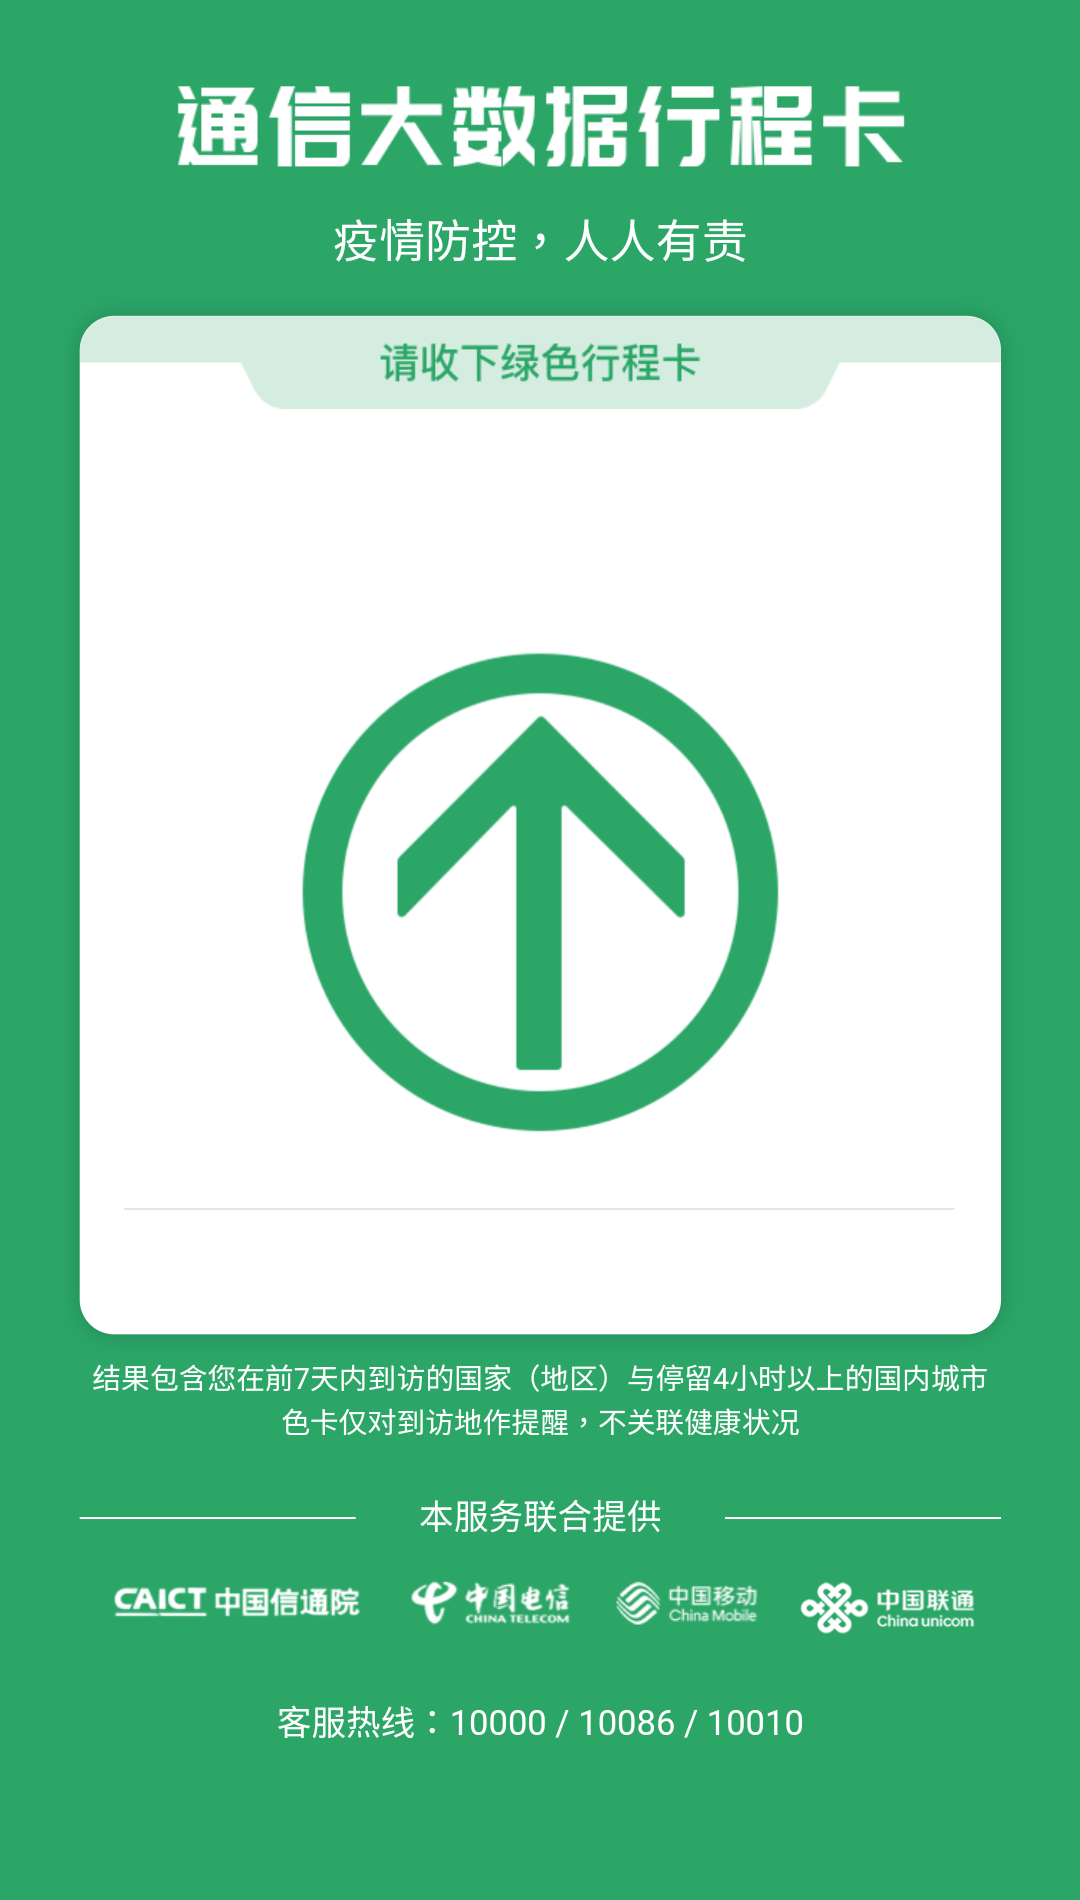 通信大数据行程卡
疫情防控，人人有责
请收下绿色行程卡
结果包含您在前7天内到访的国家（地区）与停留4小时以上的国内城市
色卡仅对到访地作提醒，不关联健康状况
本服务联合提供
CAICT 中国信通院
中国电信
CHINA TELECOM
中国移动
China Mobile
中国联通
China unicom
客服热线：10000 / 10086 / 10010